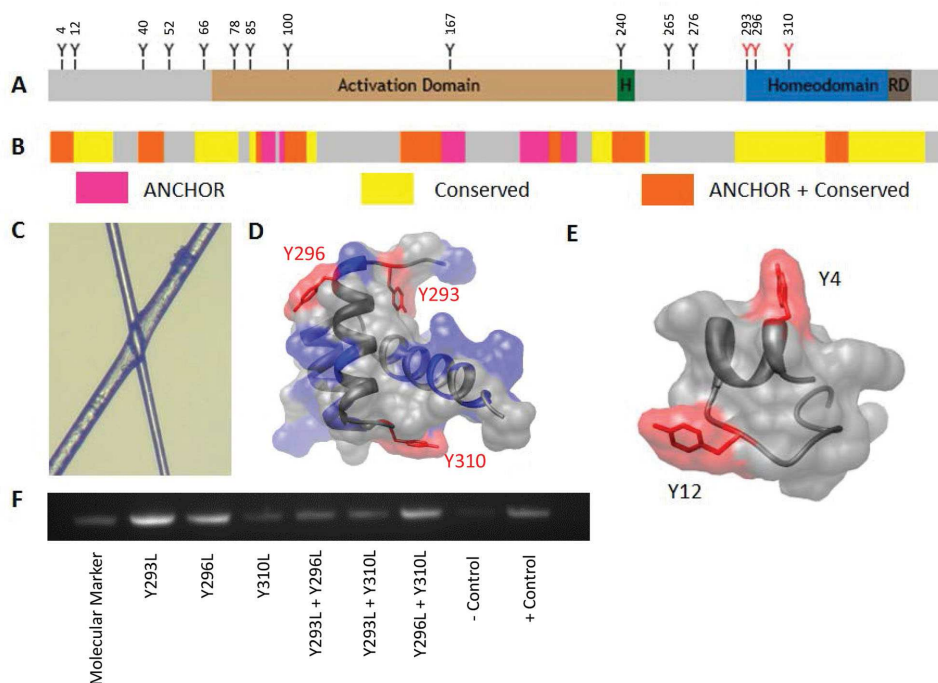 4 12 40 52 66 78 85 100 167 240 265 276 293 296 310
Y Y Y Y Y Y Y Y Y Y Y Y Y Y Y
A Activation Domain H Homeodomain RD
B
ANCHOR Conserved ANCHOR + Conserved
C D E
Y296
Y293
Y310
Y4
Y12
F
Molecular Marker
Y293L
Y296L
Y310L
Y293L + Y296L
Y293L + Y310L
Y296L + Y310L
- Control
+ Control